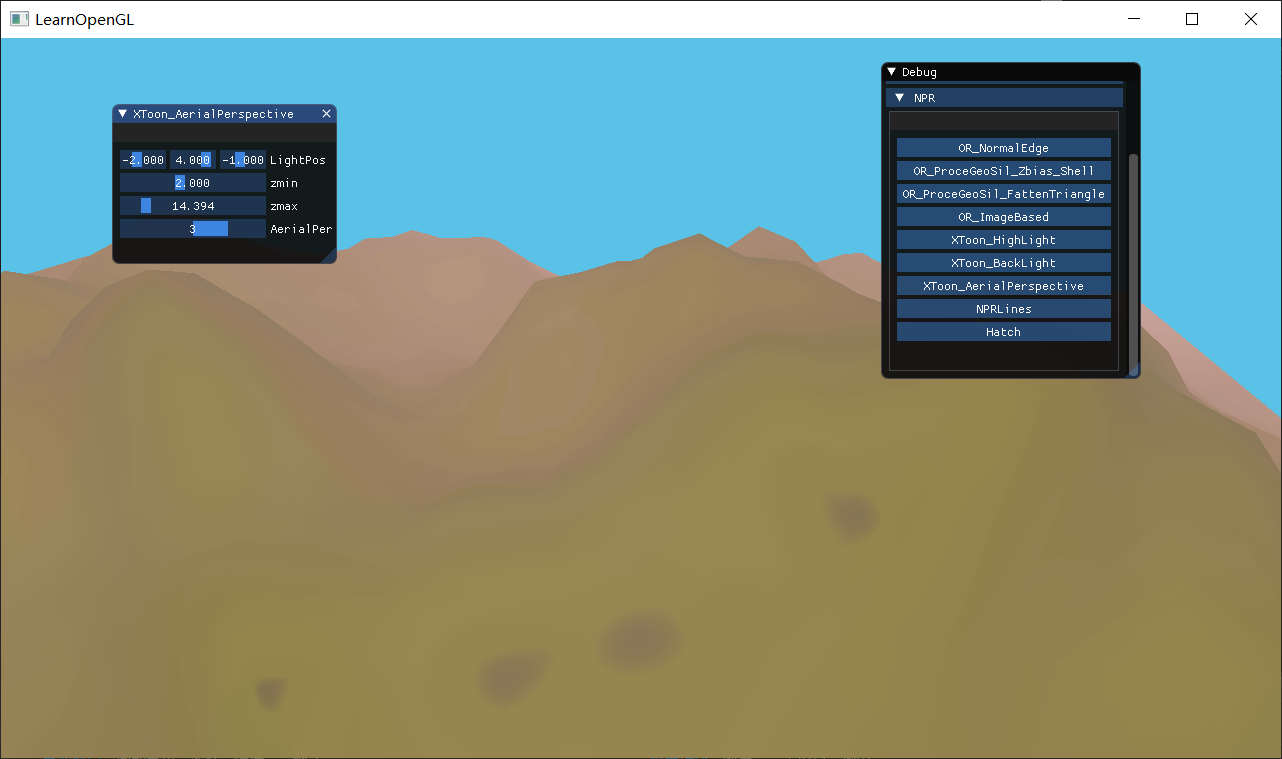 LearnOpenGL
XToon_AerialPerspective
-2.000 4.000 -1.000 LightPos
2.000 zmin
14.394 zmax
3 AerialPer
Debug
NPR
OR_NormalEdge
OR_ProceGeoSil_Zbias_Shell
OR_ProceGeoSil_FattenTriangle
OR_ImageBased
XToon_HighLight
XToon_BackLight
XToon_AerialPerspective
NPRLines
Hatch